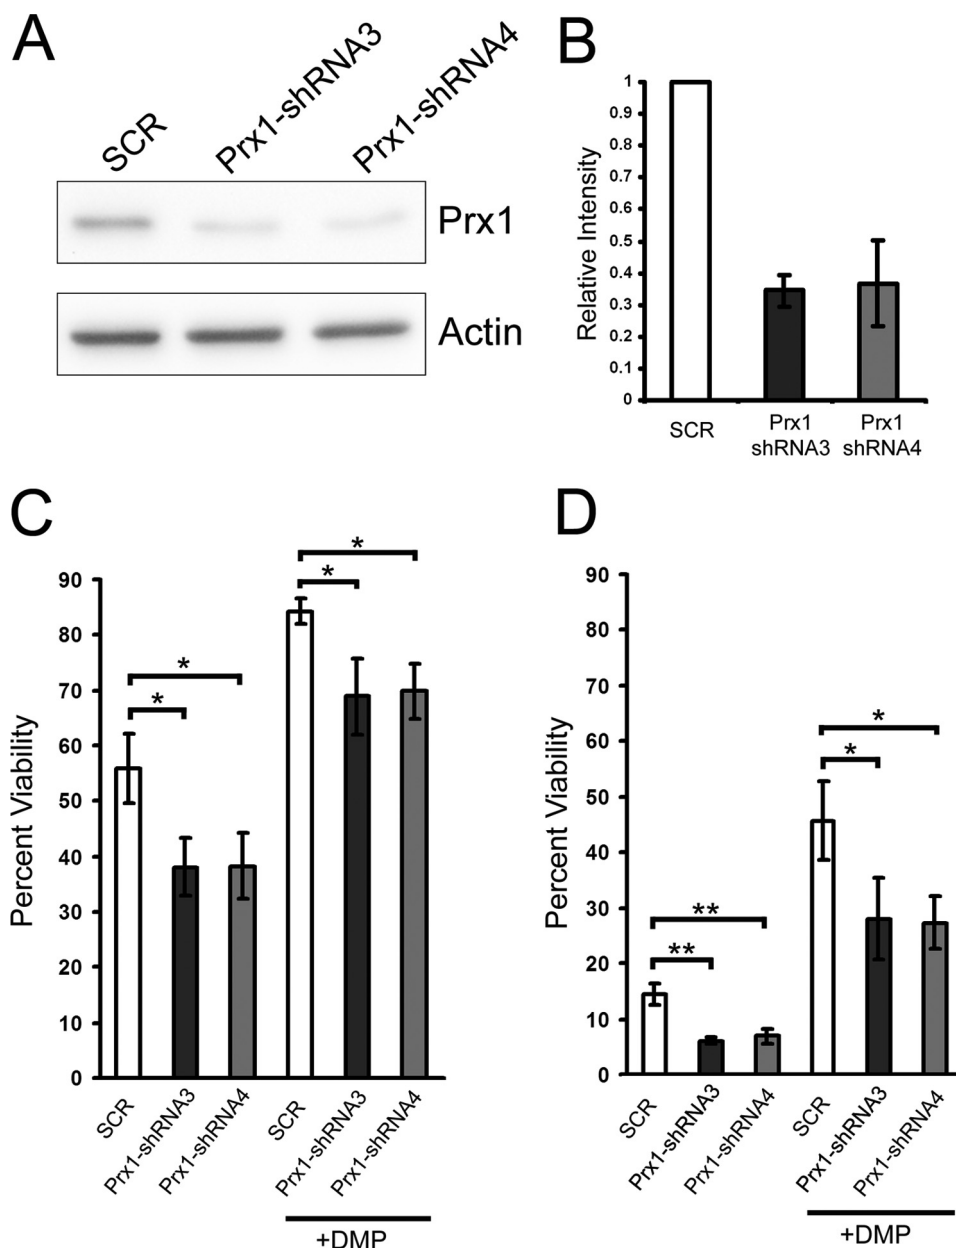 A
SCR
Prx1-shRNA3
Prx1-shRNA4
Prx1
Actin
B
Relative Intensity
1
0.9
0.8
0.7
0.6
0.5
0.4
0.3
0.2
0.1
0
SCR
Prx1
shRNA3
Prx1
shRNA4
C
Percent Viability
90
80
70
60
50
40
30
20
10
0
*
*
*
*
SCR
Prx1-shRNA3
Prx1-shRNA4
SCR
Prx1-shRNA3
Prx1-shRNA4
+DMP
D
Percent Viability
90
80
70
60
50
40
30
20
10
0
**
**
*
*
SCR
Prx1-shRNA3
Prx1-shRNA4
SCR
Prx1-shRNA3
Prx1-shRNA4
+DMP